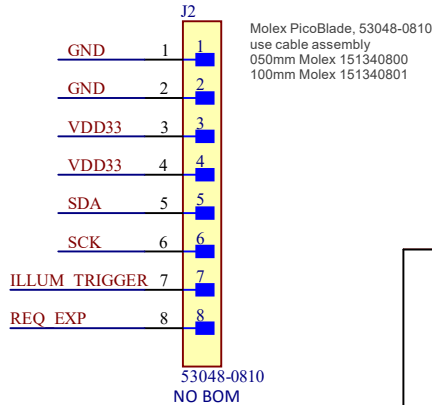 J2
Molex PicoBlade, 53048-0810
use cable assembly
050mm Molex 151340800
100mm Molex 151340801
GND 1 1
GND 2 2
VDD33 3 3
VDD33 4 4
SDA 5 5
SCK 6 6
ILLUM_TRIGGER 7 7
REQ_EXP 8 8
53048-0810
NO BOM